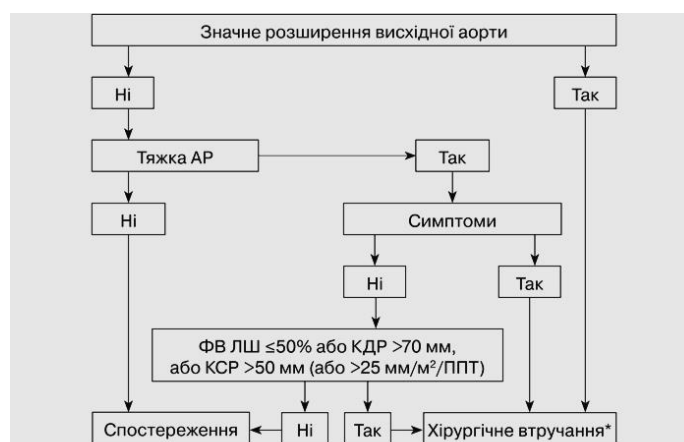 Значне розширення висхідної аорти
Ні
Так
Тяжка АР
Так
Ні
Симптоми
Ні
Так
ФВ ЛШ ≤50% або КДР >70 мм,
або КСР >50 мм (або >25 мм/м²/ППТ)
Спостереження
Ні
Так
Хірургічне втручання*